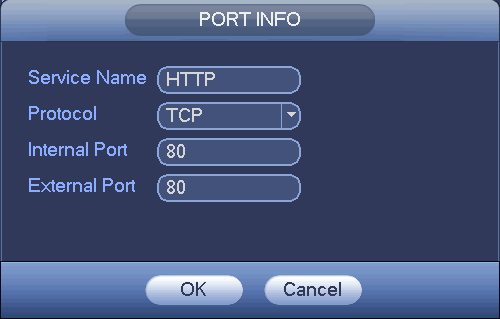 PORT INFO
Service Name HTTP
Protocol TCP
Internal Port 80
External Port 80
OK Cancel